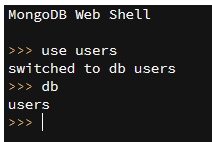 MongoDB Web Shell
>>> use users
switched to db users
>>> db
users
>>>